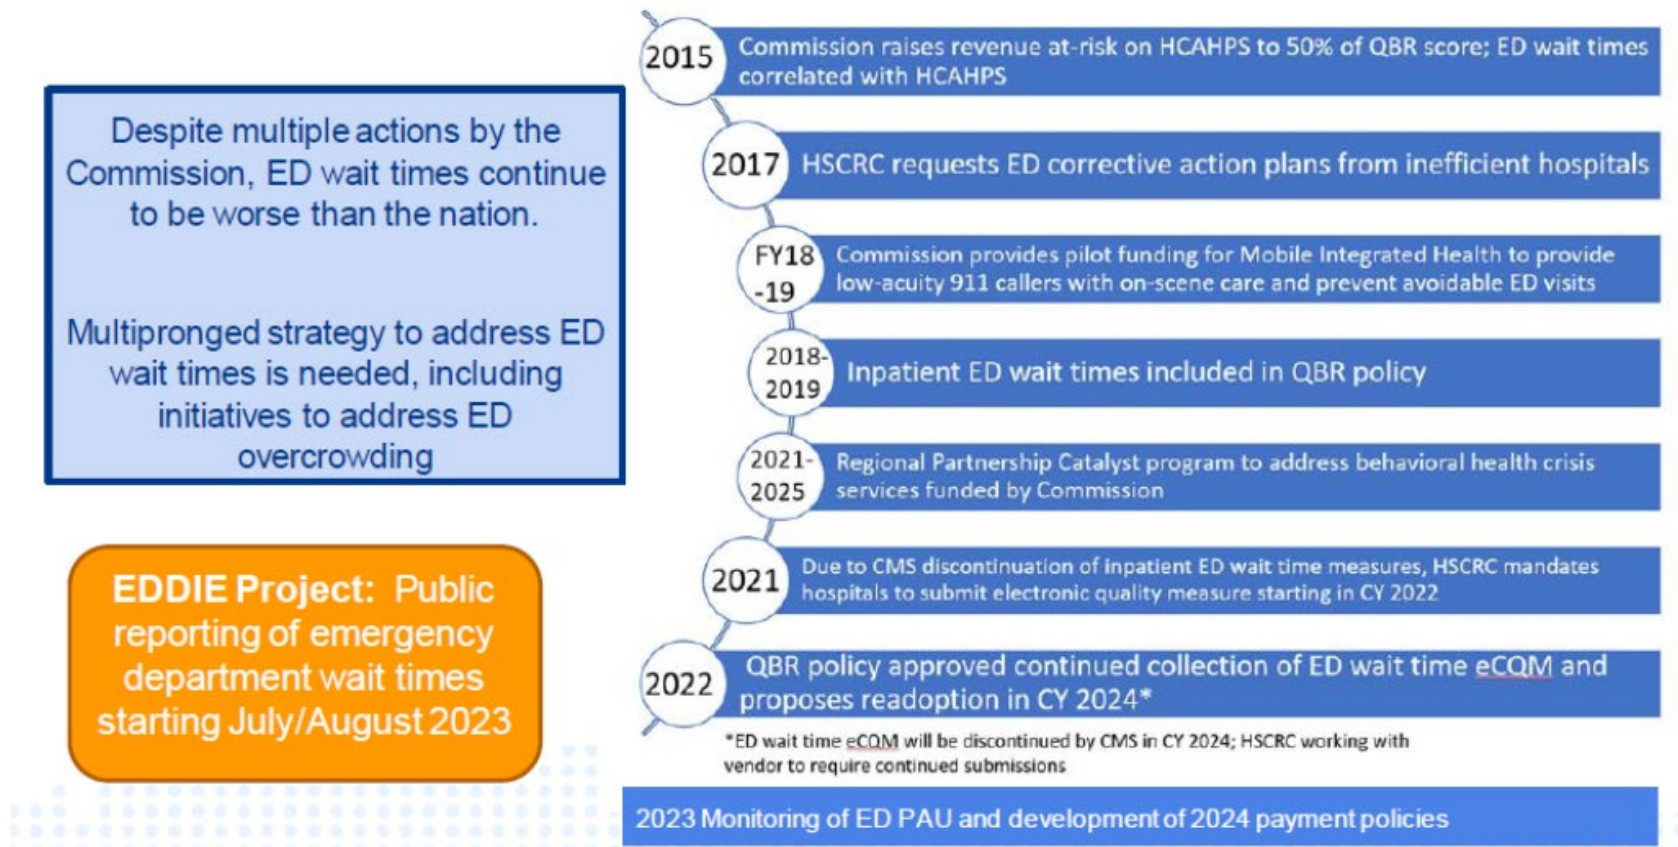 Despite multiple actions by the
Commission, ED wait times continue
to be worse than the nation.
Multipronged strategy to address ED
wait times is needed, including
initiatives to address ED
overcrowding
EDDIE Project: Public
reporting of emergency
department wait times
starting July/August 2023
2015
Commission raises revenue at-risk on HCAHPS to 50% of QBR score; ED wait times
correlated with HCAHPS
2017
HSCRC requests ED corrective action plans from inefficient hospitals
FY18
-19
Commission provides pilot funding for Mobile Integrated Health to provide
low-acuity 911 callers with on-scene care and prevent avoidable ED visits
2018-
2019
Inpatient ED wait times included in QBR policy
2021-
2025
Regional Partnership Catalyst program to address behavioral health crisis
services funded by Commission
2021
Due to CMS discontinuation of inpatient ED wait time measures, HSCRC mandates
hospitals to submit electronic quality measure starting in CY 2022
2022
QBR policy approved continued collection of ED wait time eCQM and
proposes readoption in CY 2024*
*ED wait time eCQM will be discontinued by CMS in CY 2024; HSCRC working with
vendor to require continued submissions
2023 Monitoring of ED PAU and development of 2024 payment policies